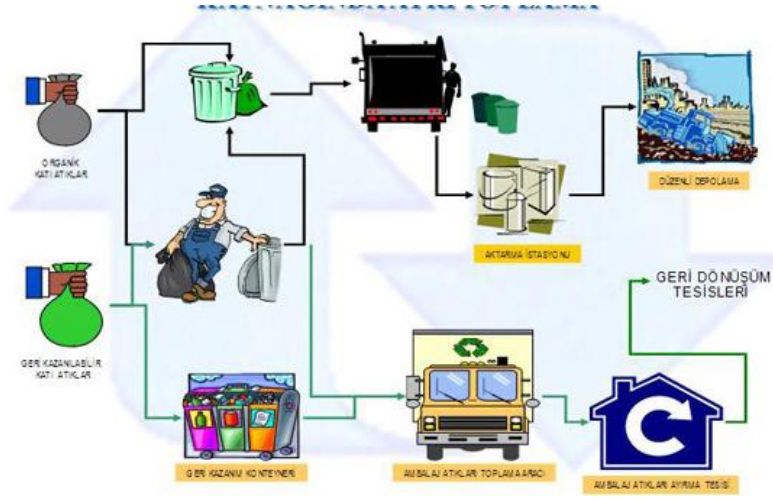 ORGANİK
KATI ATIKLAR
DÜZENLİ DEPOLAMA
AKTARMA İSTASYONU
GERİ DÖNÜŞÜM
TESİSLERİ
GERİ KAZANILABİLİR
KATI ATIKLAR
GERİ KAZANIM KONTEYNERİ
AMBALAJ ATIKLARI TOPLAMA ARACI
AMBALAJ ATIKLARI AYIRMA TESİSİ